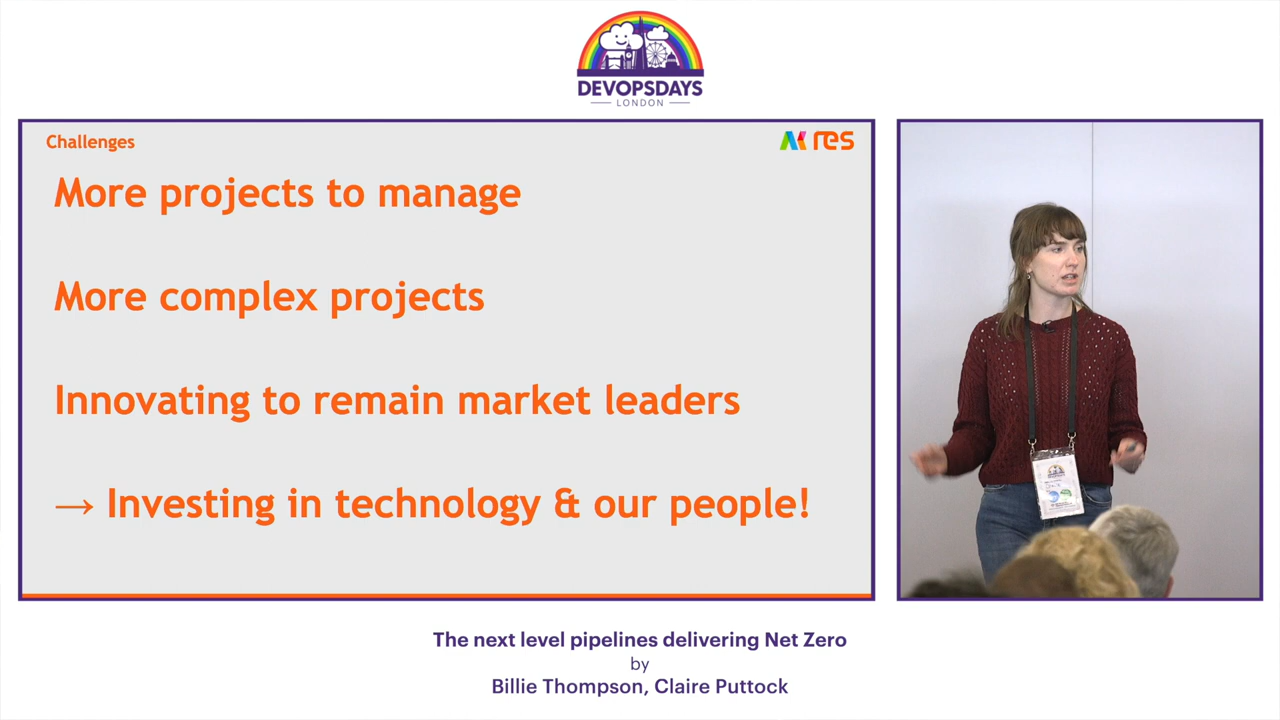 DEVOPSDAYS
LONDON
Challenges
res
More projects to manage
More complex projects
Innovating to remain market leaders
→ Investing in technology & our people!
The next level pipelines delivering Net Zero
by
Billie Thompson, Claire Puttock